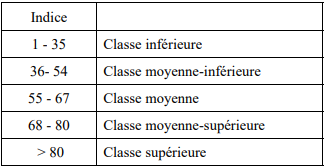 Indice
1 - 35 Classe inférieure
36- 54 Classe moyenne-inférieure
55 - 67 Classe moyenne
68 - 80 Classe moyenne-supérieure
> 80 Classe supérieure